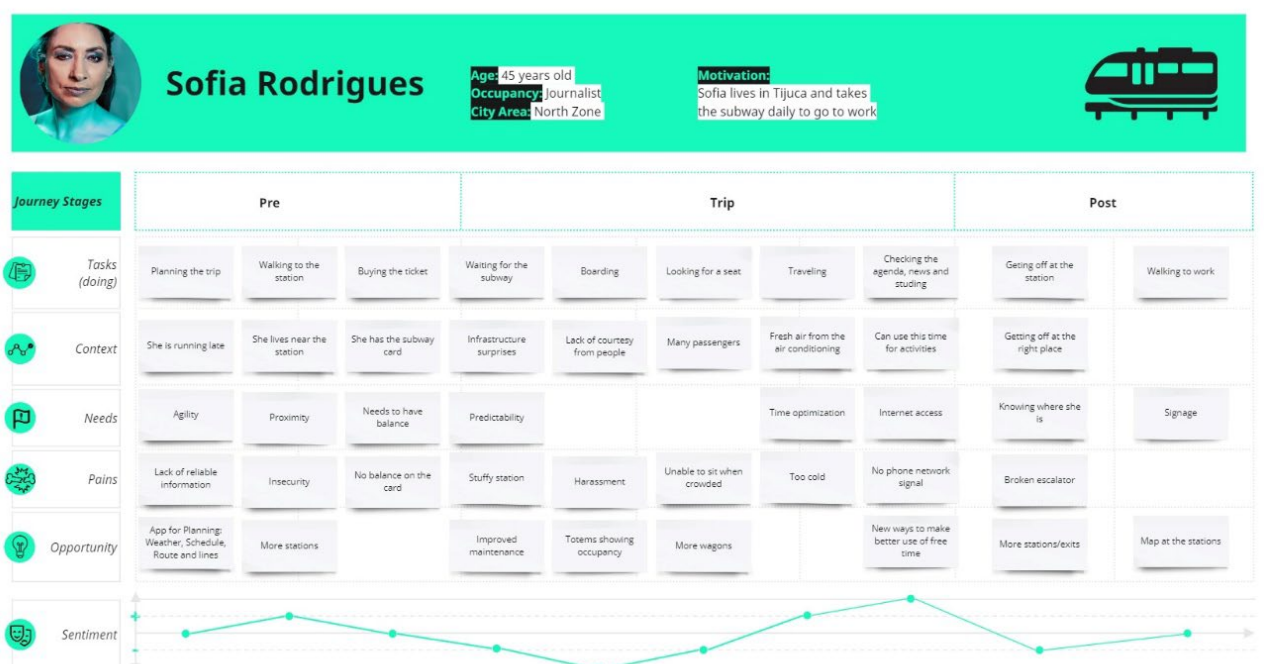 Sofia Rodrigues
Age: 45 years old
Occupancy: Journalist
City Area: North Zone
Motivation:
Sofia lives in Tijuca and takes
the subway daily to go to work
Journey Stages
Pre
Trip
Post
Tasks
(doing)
Planning the trip
Walking to the
station
Buying the ticket
Waiting for the
subway
Boarding
Looking for a seat
Traveling
Checking the
agenda, news and
studing
Geting off at the
station
Walking to work
Context
She is running late
She lives near the
station
She has the subway
card
Infrastructure
surprises
Lack of courtesy
from people
Many passengers
Fresh air from the
air conditioning
Can use this time
for activities
Getting off at the
right place
Needs
Agility
Proximity
Needs to have
balance
Predictability
Time optimization
Internet access
Knowing where she
is
Signage
Pains
Lack of reliable
information
Insecurity
No balance on the
card
Stuffy station
Harassment
Unable to sit when
crowded
Too cold
No phone network
signal
Broken escalator
Opportunity
App for Planning:
Weather, Schedule,
Route and lines
More stations
Improved
maintenance
Totems showing
occupancy
More wagons
New ways to make
better use of free
time
More stations/exits
Map at the stations
Sentiment
+
-